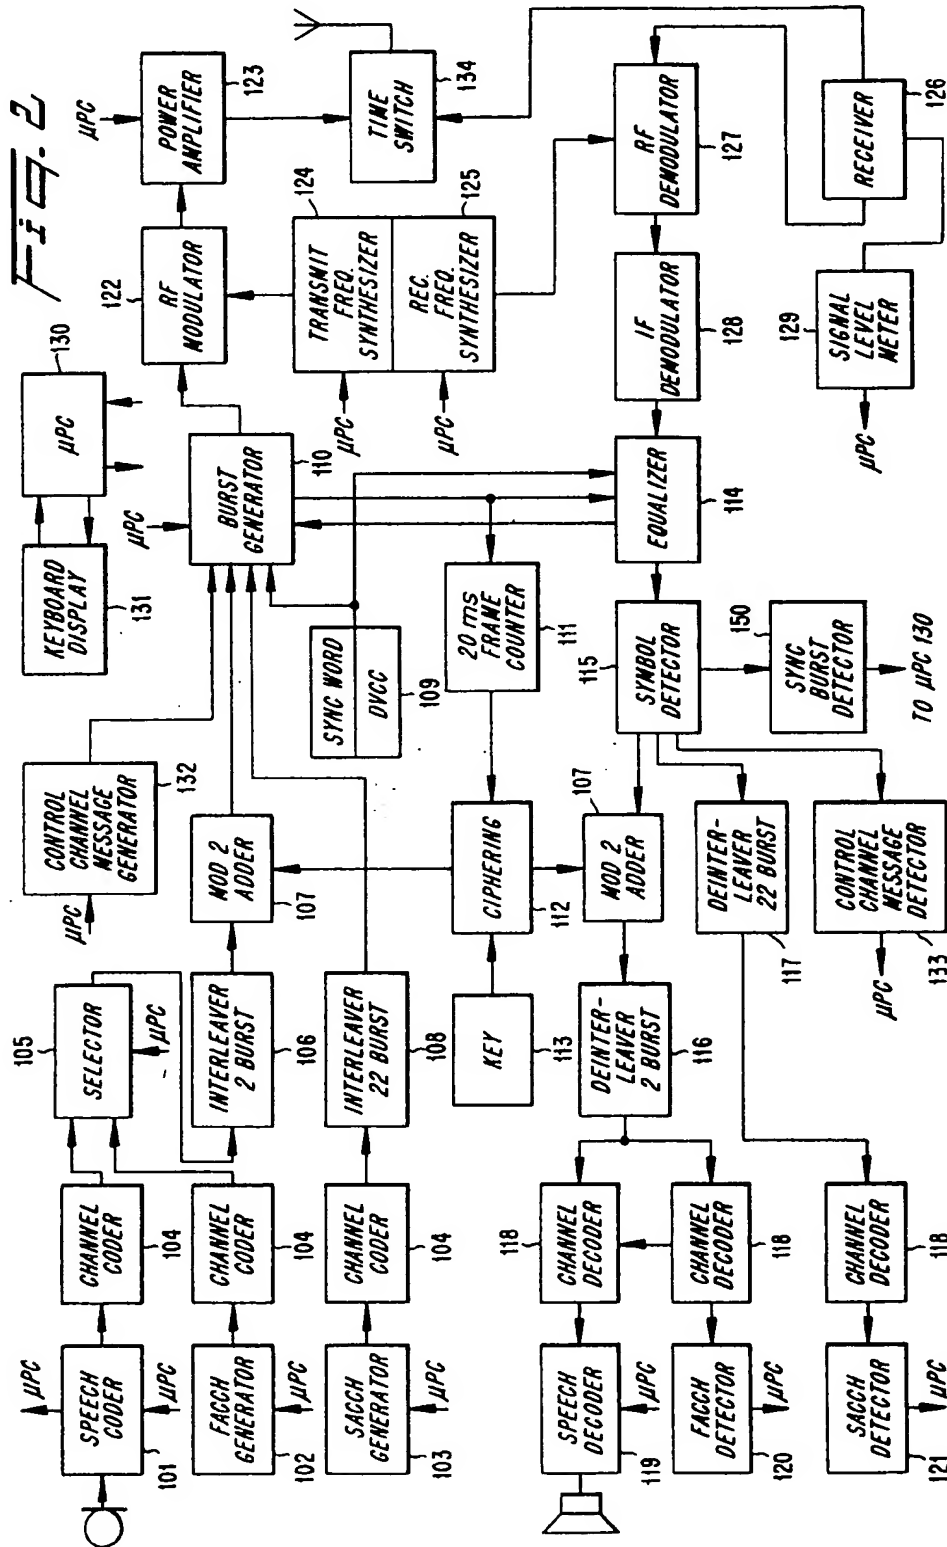 Fig. 2
μPC
SPEECH
CODER
101
μPC
CHANNEL
CODER
104
105
SELECTOR
μPC
FACCH
GENERATOR
102
μPC
CHANNEL
CODER
104
INTERLEAVER
2 BURST
106
SACCH
GENERATOR
103
μPC
CHANNEL
CODER
104
INTERLEAVER
22 BURST
108
μPC
CONTROL
CHANNEL
MESSAGE
GENERATOR
132
MOD 2
ADDER
107
KEYBOARD
DISPLAY
131
μPC
130
SYNC WORD
DVCC
109
μPC
BURST
GENERATOR
110
122
RF
MODULATOR
μPC
POWER
AMPLIFIER
123
TIME
SWITCH
134
124
TRANSMIT
FREQ.
SYNTHESIZER
μPC
125
REC. FREQ.
SYNTHESIZER
μPC
KEY
113
CIPHERING
112
20 ms
FRAME
COUNTER
111
SPEECH
DECODER
119
μPC
118
CHANNEL
DECODER
DEINTER-
LEAVER
2 BURST
116
107
MOD 2
ADDER
115
SYMBOL
DETECTOR
EQUALIZER
114
IF
DEMODULATOR
128
RF
DEMODULATOR
127
FACCH
DETECTOR
120
μPC
CHANNEL
DECODER
118
DEINTER-
LEAVER
22 BURST
117
150
SYNC
BURST
DETECTOR
TO μPC 130
SACCH
DETECTOR
121
μPC
CHANNEL
DECODER
118
CONTROL
CHANNEL
MESSAGE
DETECTOR
133
μPC
129
SIGNAL
LEVEL
METER
μPC
RECEIVER
126